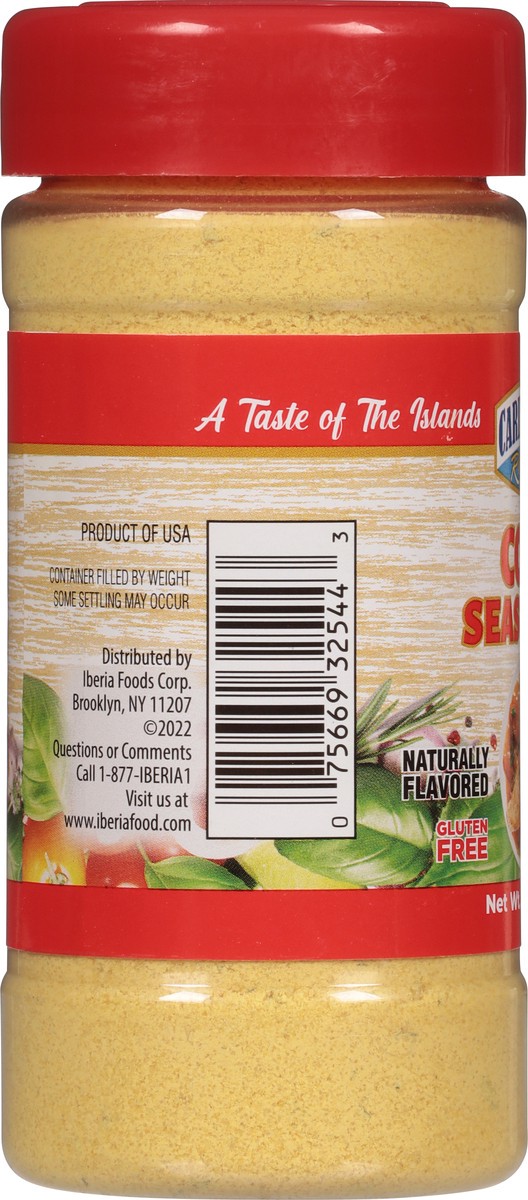 A Taste of The Islands
PRODUCT OF USA
CONTAINER FILLED BY WEIGHT
SOME SETTLING MAY OCCUR
Distributed by
Iberia Foods Corp.
Brooklyn, NY 11207
©2022
Questions or Comments
Call 1-877-IBERIA1
Visit us at
www.iberiafood.com
0 75669 32544 3
NATURALLY
FLAVORED
GLUTEN
FREE
Net